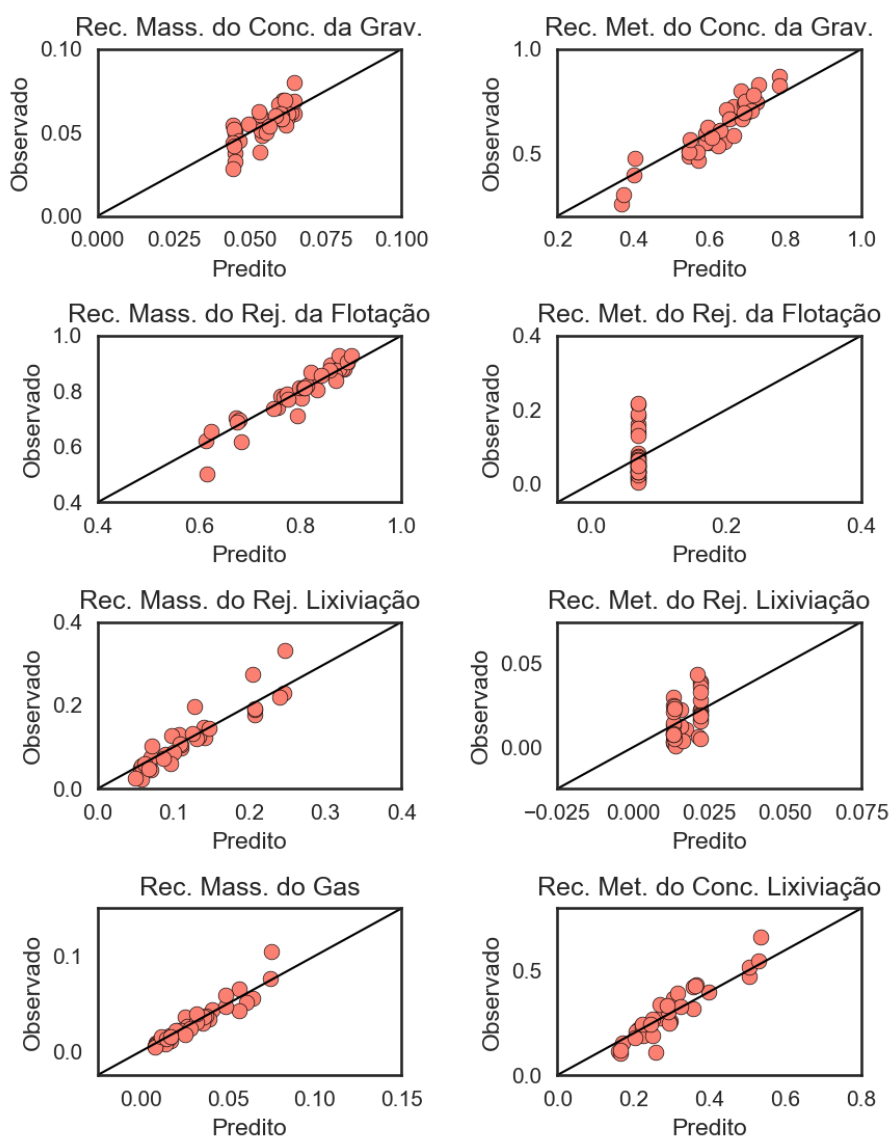 Rec. Mass. do Conc. da Grav.
0.10
0.05
0.00
Observado
0.000 0.025 0.050 0.075 0.100
Predito
Rec. Met. do Conc. da Grav.
1.0
0.5
Observado
0.2 0.4 0.6 0.8 1.0
Predito
Rec. Mass. do Rej. da Flotação
1.0
0.8
0.6
0.4
Observado
0.4 0.6 0.8 1.0
Predito
Rec. Met. do Rej. da Flotação
0.4
0.2
0.0
Observado
0.0 0.2 0.4
Predito
Rec. Mass. do Rej. Lixiviação
0.4
0.2
0.0
Observado
0.0 0.1 0.2 0.3 0.4
Predito
Rec. Met. do Rej. Lixiviação
0.05
0.00
Observado
−0.025 0.000 0.025 0.050 0.075
Predito
Rec. Mass. do Gas
0.1
0.0
Observado
0.00 0.05 0.10 0.15
Predito
Rec. Met. do Conc. Lixiviação
0.5
0.0
Observado
0.0 0.2 0.4 0.6 0.8
Predito